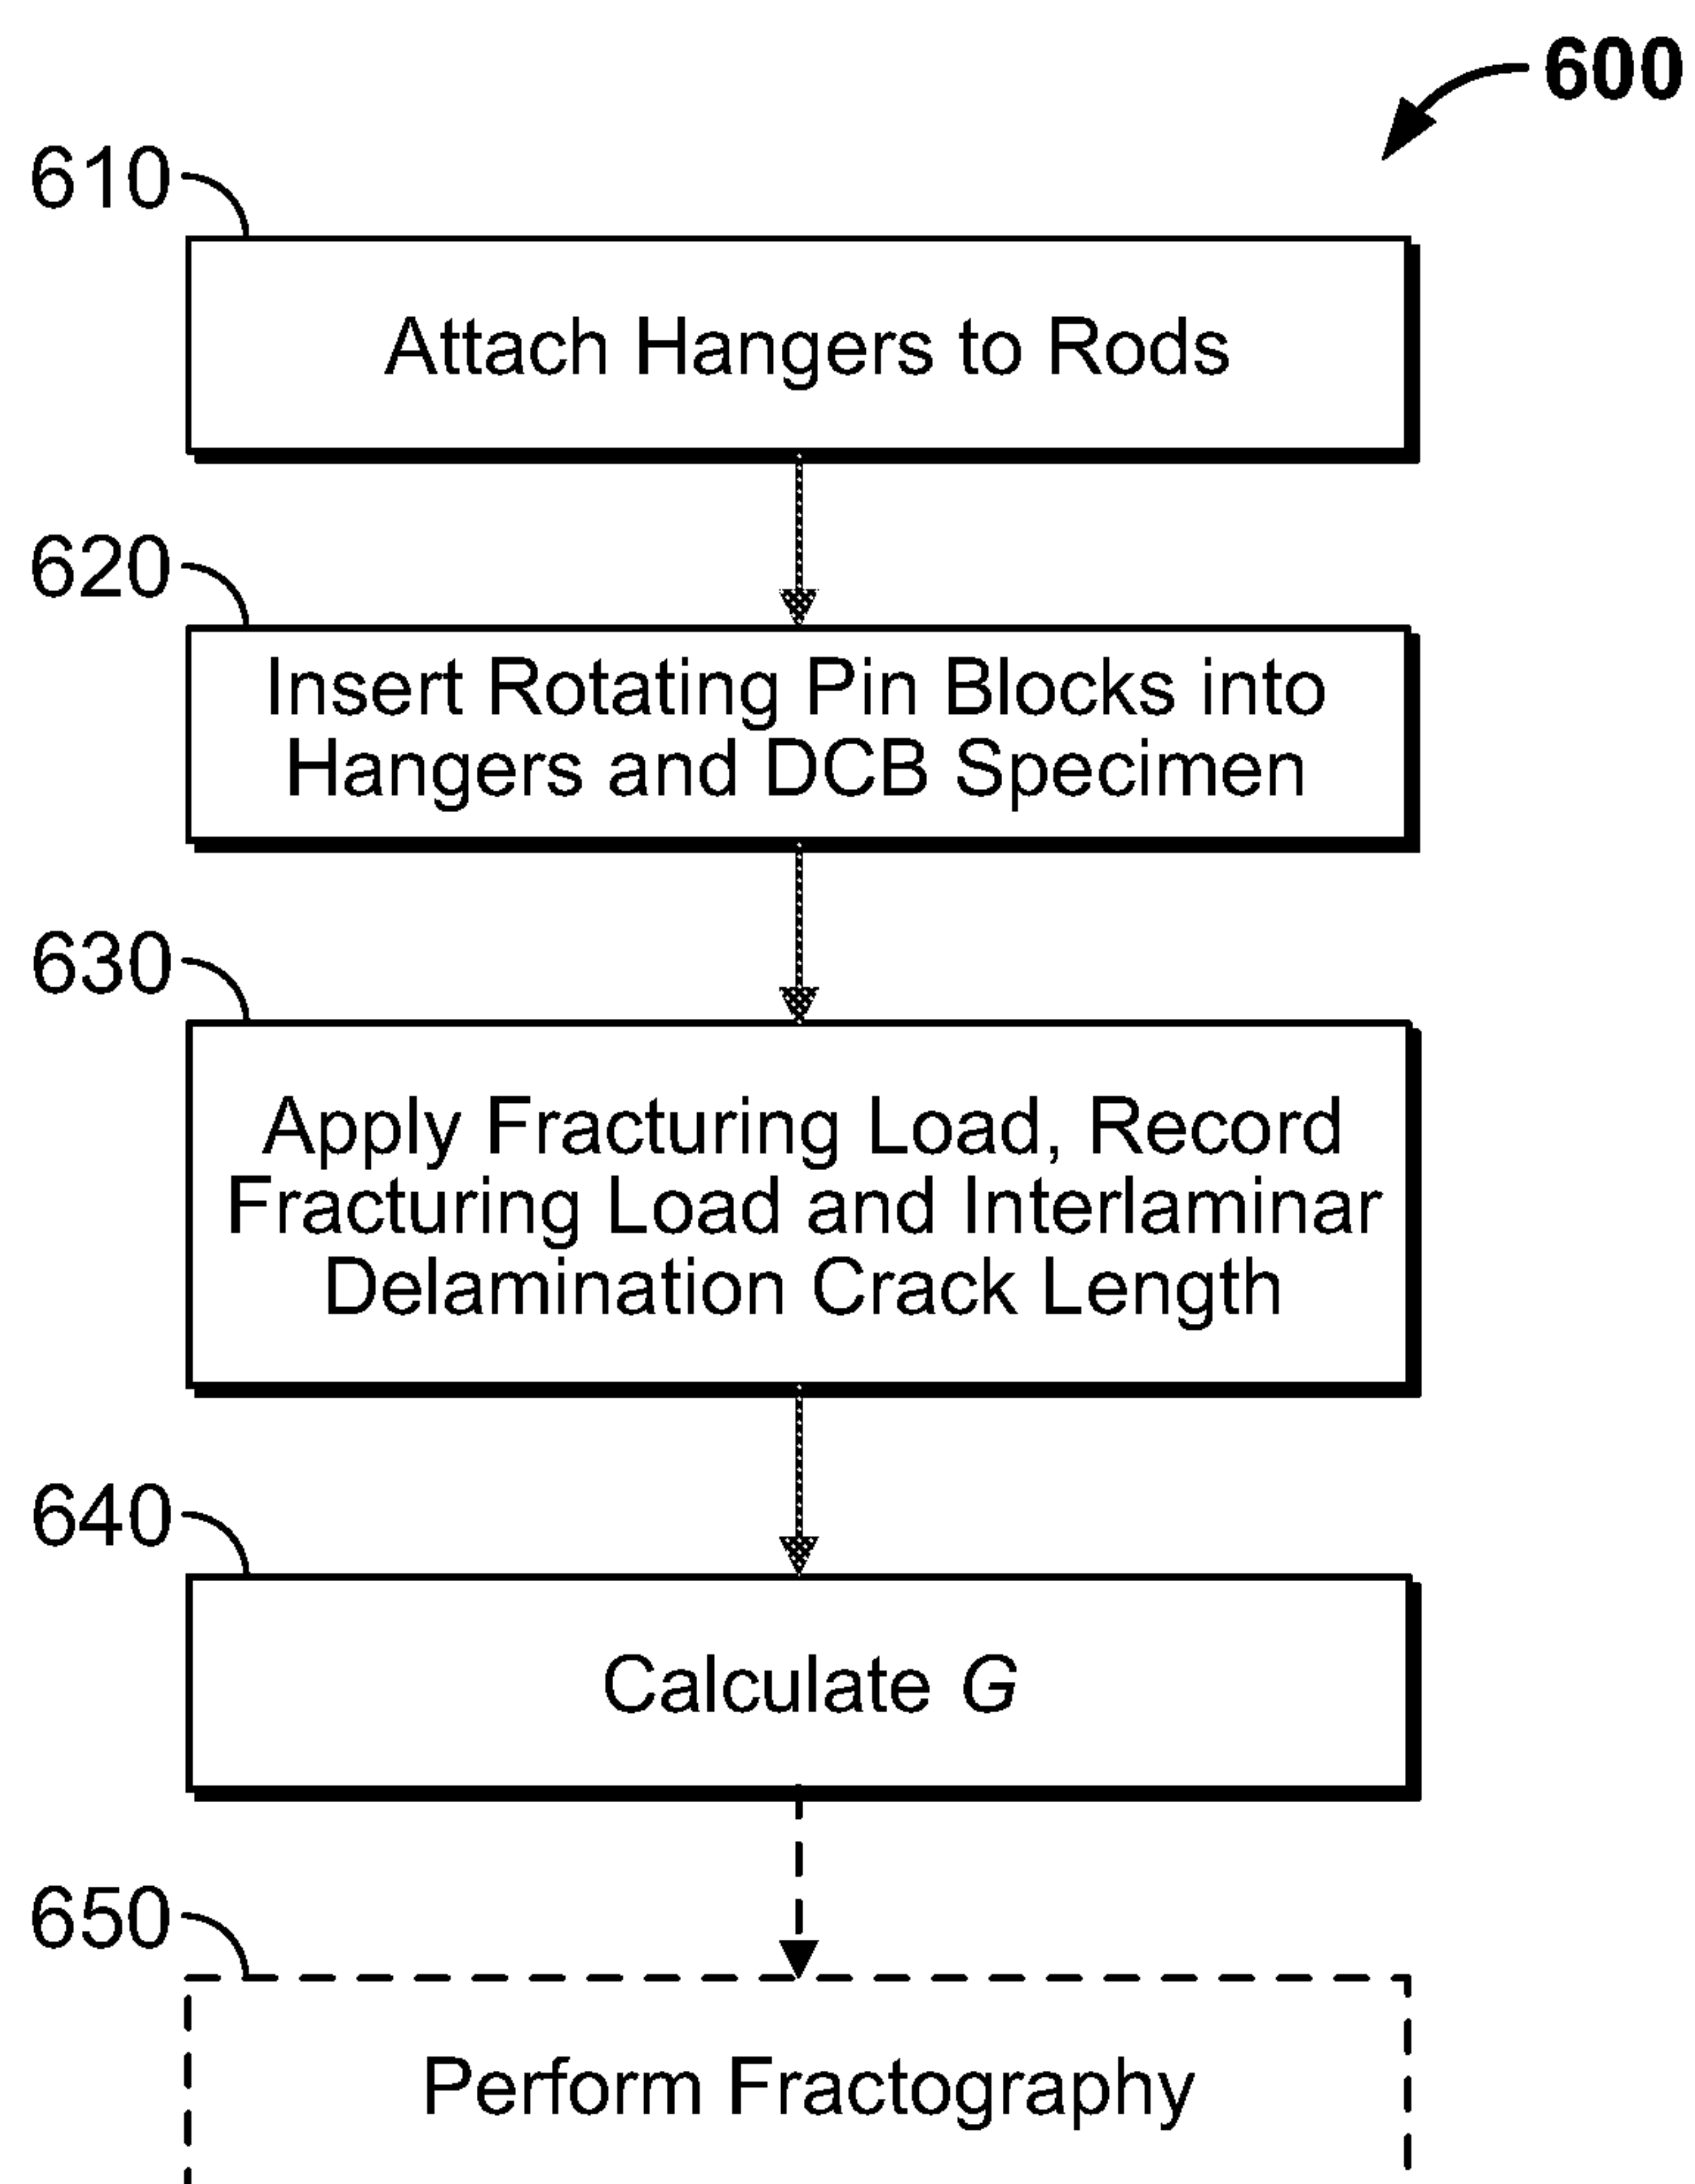 600
610
Attach Hangers to Rods
620
Insert Rotating Pin Blocks into
Hangers and DCB Specimen
630
Apply Fracturing Load, Record
Fracturing Load and Interlaminar
Delamination Crack Length
640
Calculate G
650
Perform Fractography